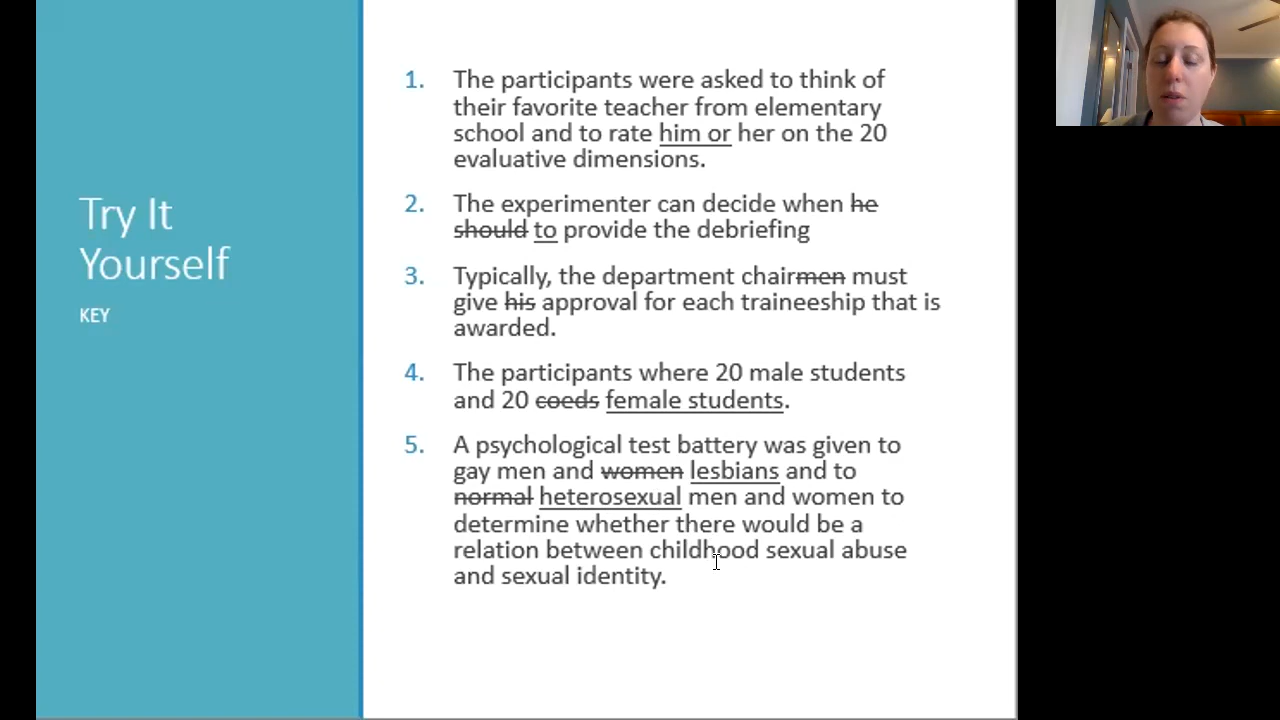 Try It
Yourself
KEY
1. The participants were asked to think of
their favorite teacher from elementary
school and to rate him or her on the 20
evaluative dimensions.
2. The experimenter can decide when he
should to provide the debriefing
3. Typically, the department chairmen must
give his approval for each traineeship that is
awarded.
4. The participants where 20 male students
and 20 coeds female students.
5. A psychological test battery was given to
gay men and women lesbians and to
normal heterosexual men and women to
determine whether there would be a
relation between childhood sexual abuse
and sexual identity.